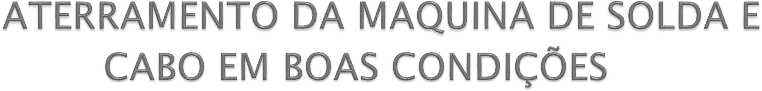 ATERRAMENTO DA MAQUINA DE SOLDA E
CABO EM BOAS CONDIÇÕES